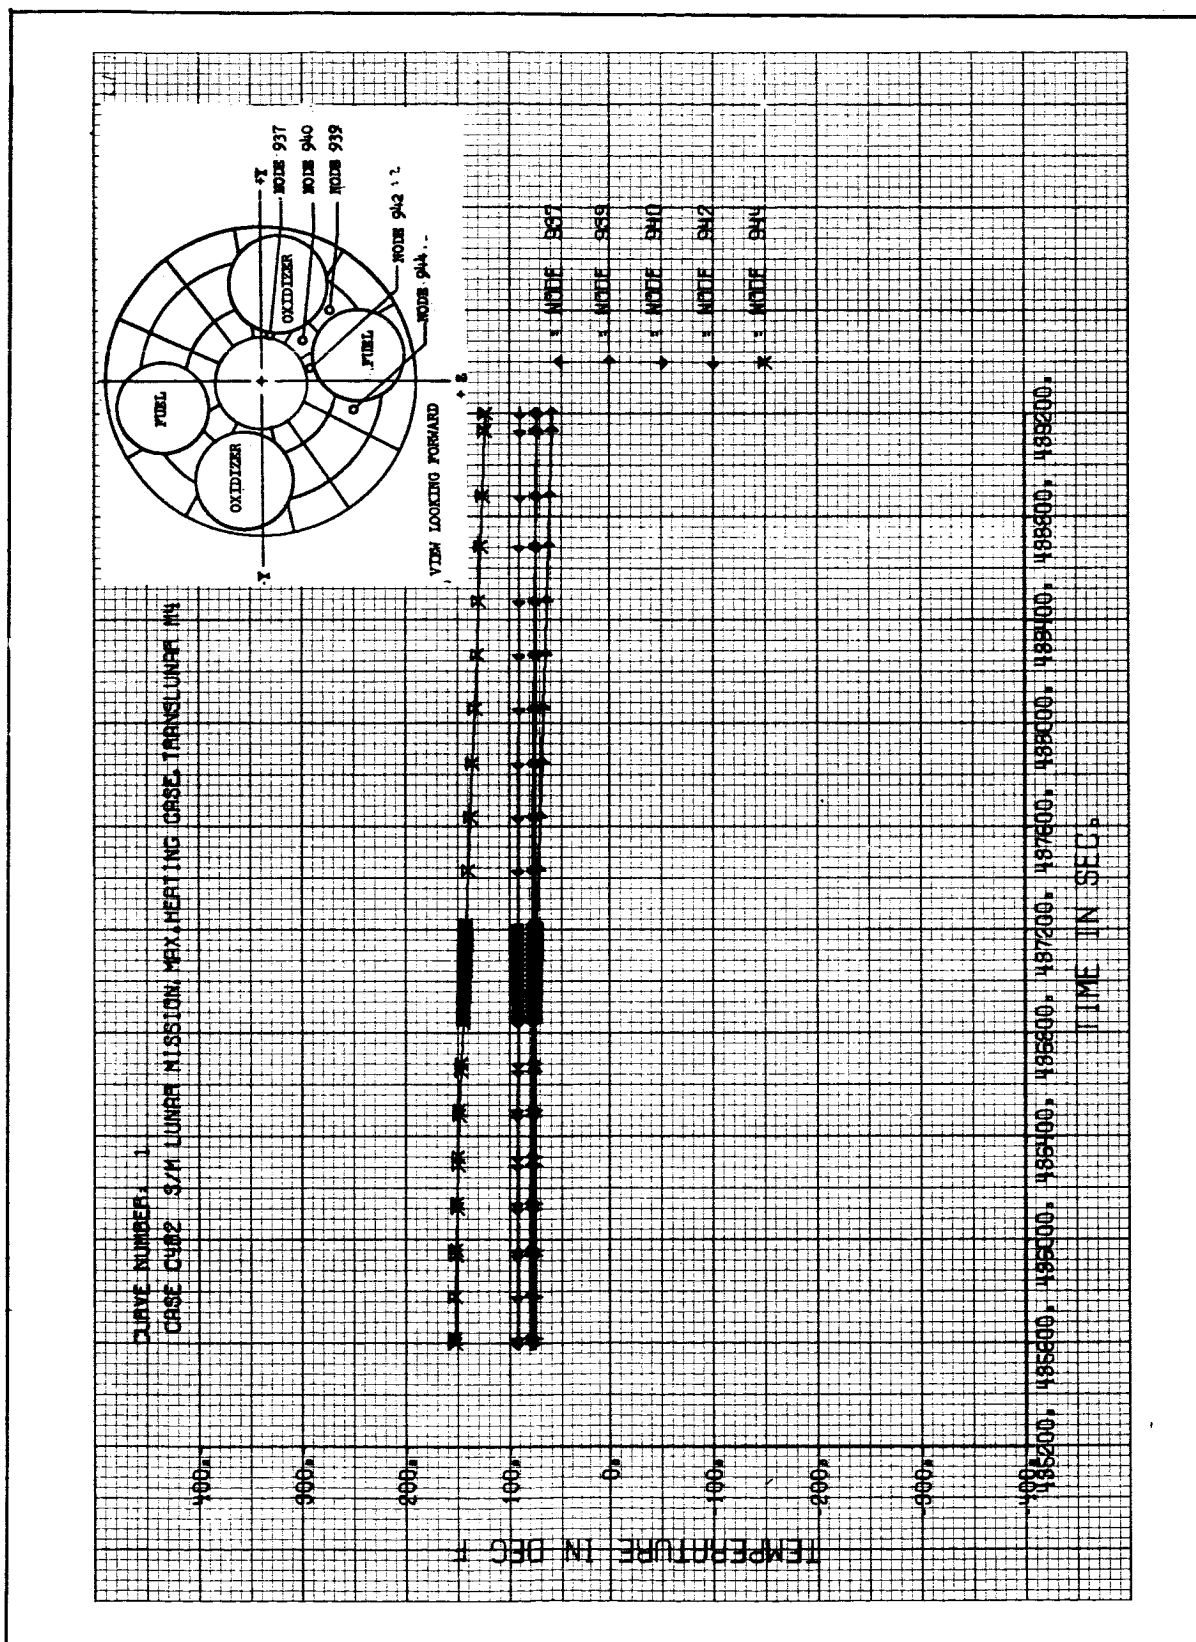 CURVE NUMBER, 1
CASE C482 S/M LUNAR MISSION, MAX, HEATING CASE, TRANSLUNAR M4
FUEL
OXIDIZER
OXIDIZER
FUEL
-Y
+Y
+Z
NODE 937
NODE 940
NODE 939
NODE 942
NODE 944
VIEW LOOKING FORWARD
= NODE 937
= NODE 939
= NODE 940
= NODE 942
= NODE 944
TEMPERATURE IN DEG F
400.
300.
200.
100.
0.
-100.
-200.
-300.
-400.
485200. 485600. 486000. 486400. 486800. 487200. 487600. 488000. 488400. 488800. 489200.
TIME IN SEC.